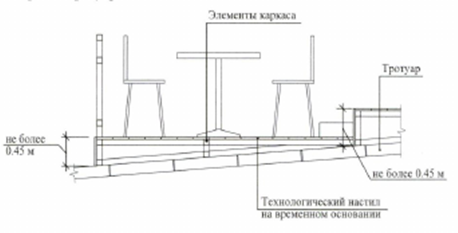 Элементы каркаса
Тротуар
не более
0.45 м
не более 0.45 м
Технологический настил
на временном основании